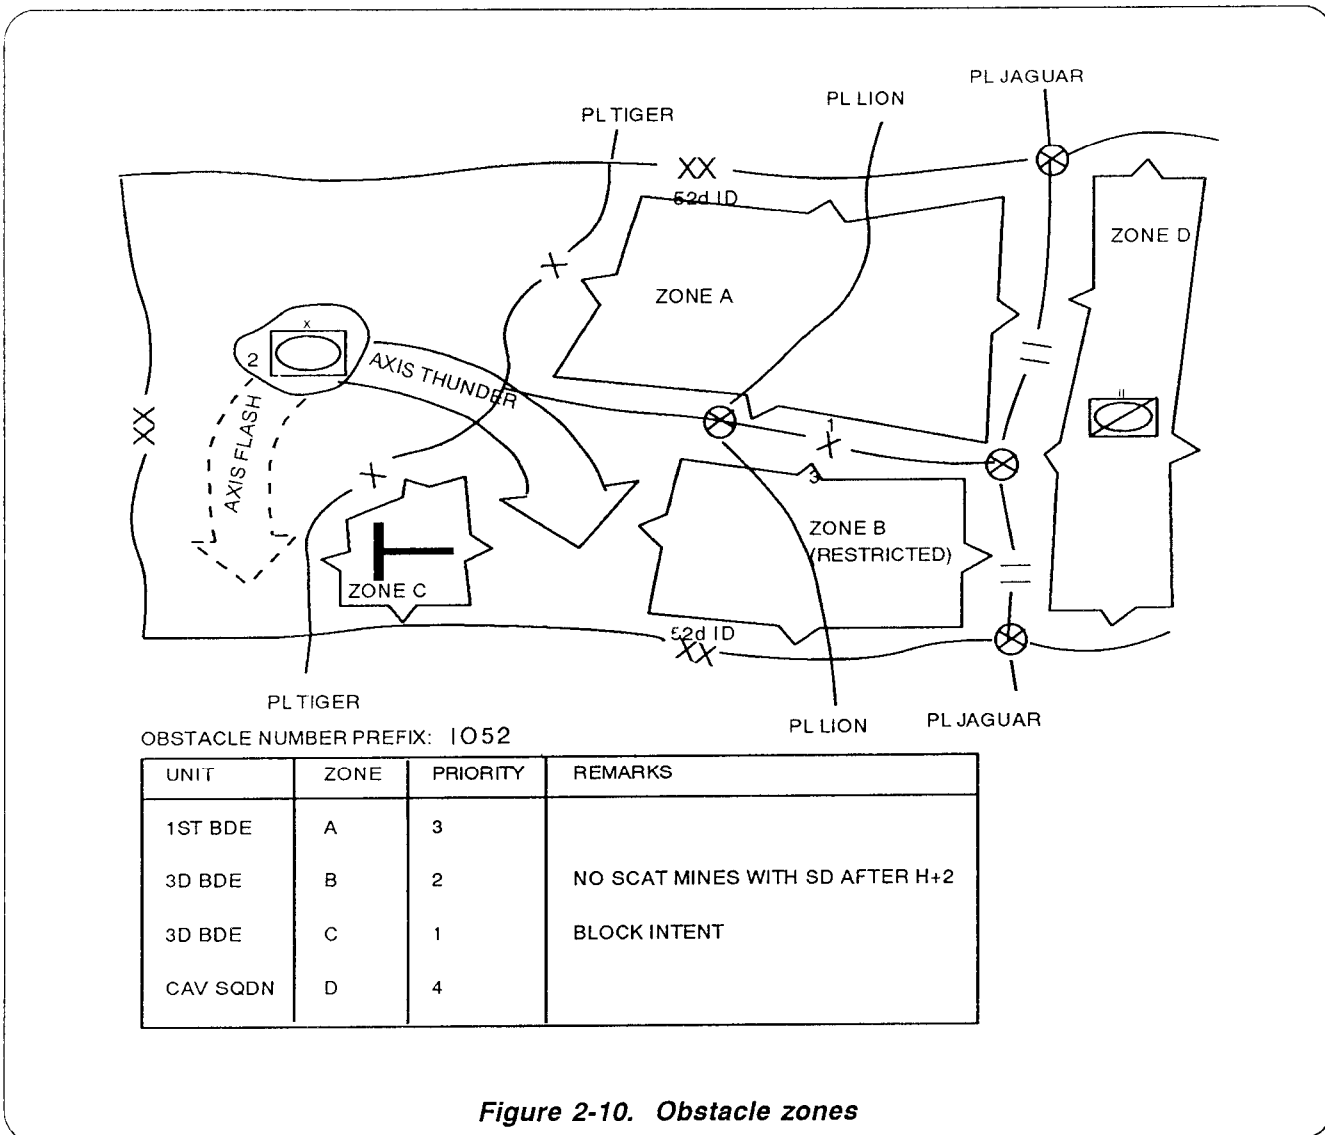 PL JAGUAR
PL LION
PL TIGER
XX
52d ID
ZONE D
ZONE A
X
2
AXIS THUNDER
II
XX
AXIS FLASH
1
X
3
ZONE B
(RESTRICTED)
ZONE C
52d ID
XX
PL TIGER
PL LION
PL JAGUAR
OBSTACLE NUMBER PREFIX: IO52
UNIT ZONE PRIORITY REMARKS
1ST BDE A 3
3D BDE B 2 NO SCAT MINES WITH SD AFTER H+2
3D BDE C 1 BLOCK INTENT
CAV SQDN D 4
Figure 2-10. Obstacle zones